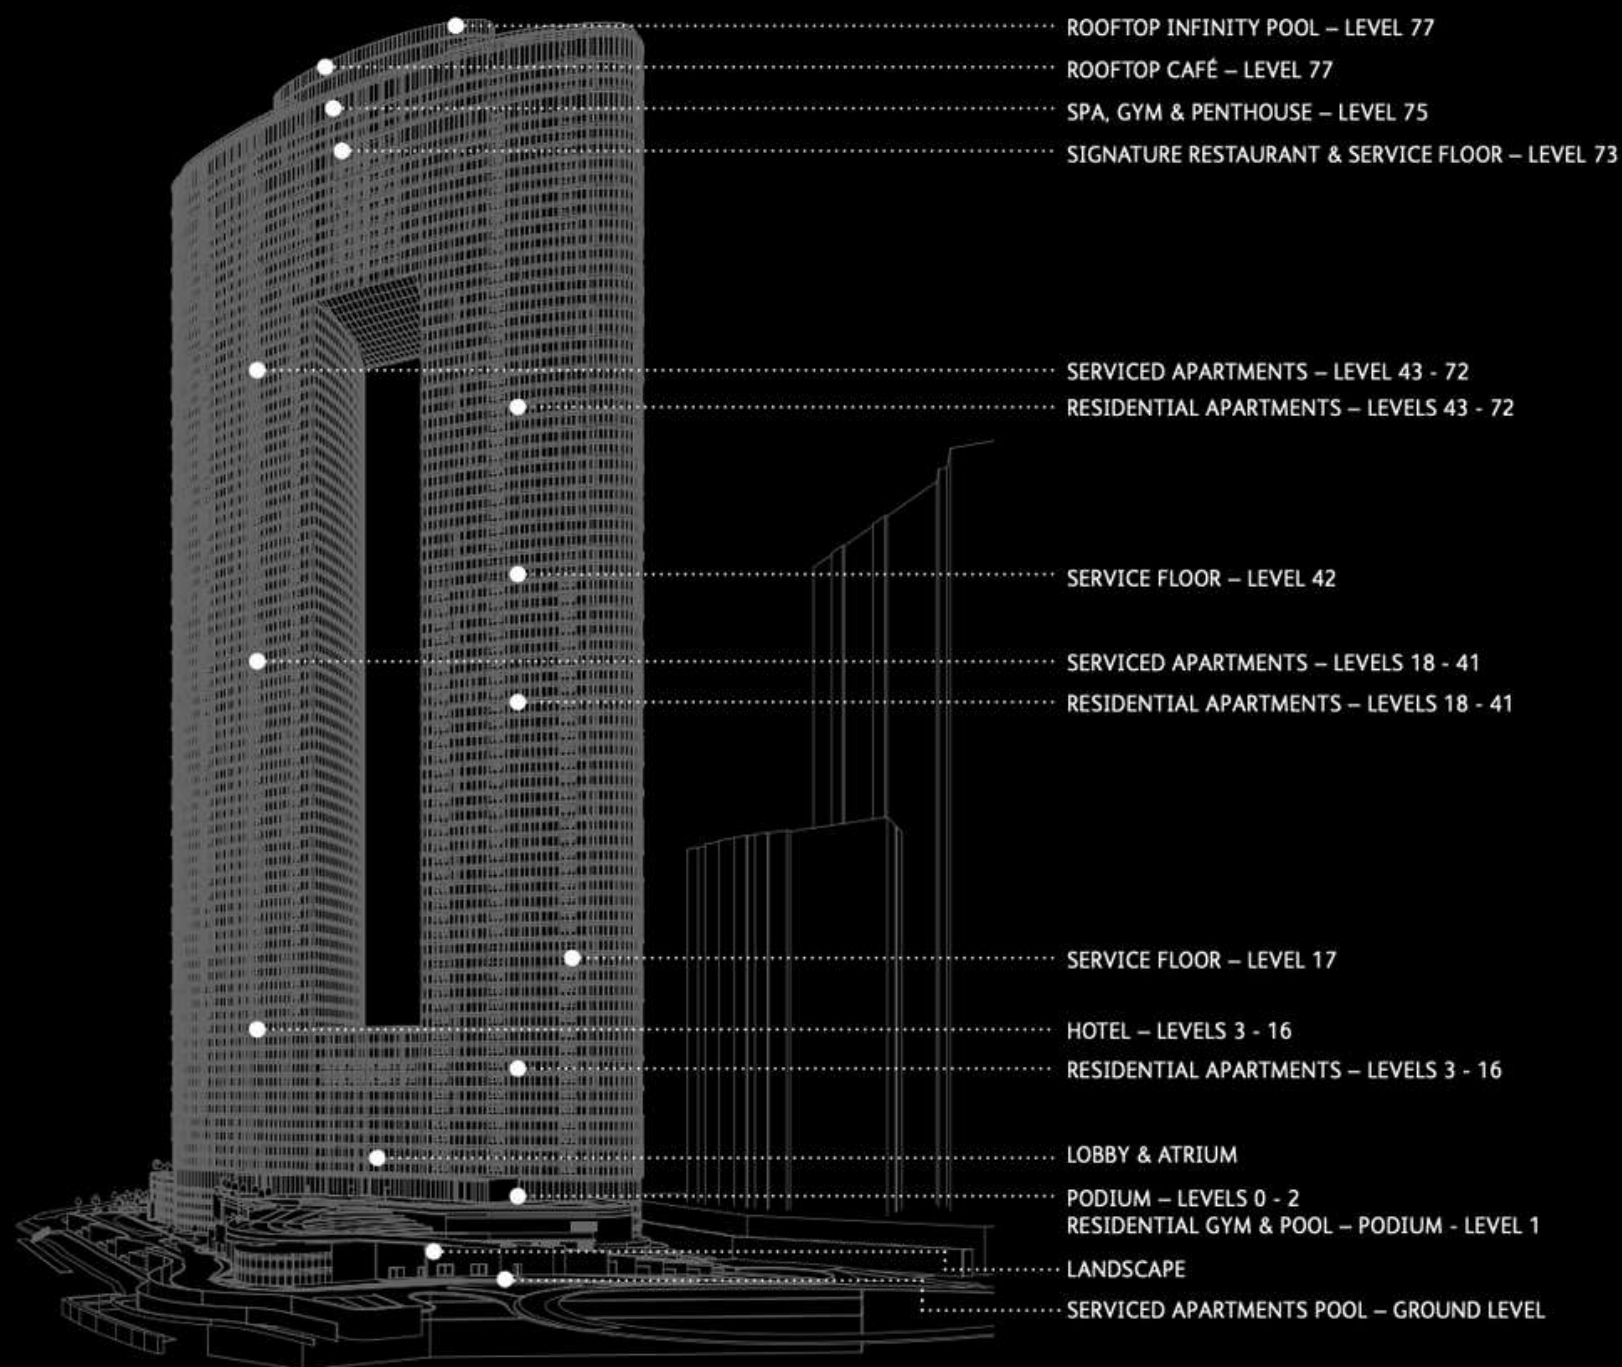 ROOFTOP INFINITY POOL – LEVEL 77
ROOFTOP CAFÉ – LEVEL 77
SPA, GYM & PENTHOUSE – LEVEL 75
SIGNATURE RESTAURANT & SERVICE FLOOR – LEVEL 73
SERVICED APARTMENTS – LEVEL 43 - 72
RESIDENTIAL APARTMENTS – LEVELS 43 - 72
SERVICE FLOOR – LEVEL 42
SERVICED APARTMENTS – LEVELS 18 - 41
RESIDENTIAL APARTMENTS – LEVELS 18 - 41
SERVICE FLOOR – LEVEL 17
HOTEL – LEVELS 3 - 16
RESIDENTIAL APARTMENTS – LEVELS 3 - 16
LOBBY & ATRIUM
PODIUM – LEVELS 0 - 2
RESIDENTIAL GYM & POOL – PODIUM - LEVEL 1
LANDSCAPE
SERVICED APARTMENTS POOL – GROUND LEVEL